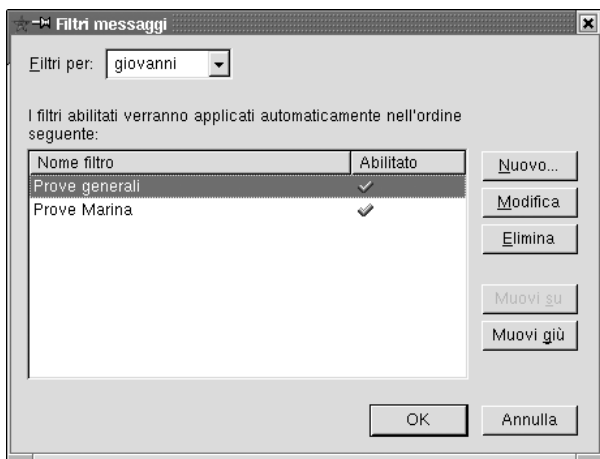 Filtri messaggi
Filtri per: giovanni
I filtri abilitati verranno applicati automaticamente nell'ordine
seguente:
Nome filtro Abilitato
Prove generali
Prove Marina
Nuovo...
Modifica
Elimina
Muovi su
Muovi giù
OK Annulla